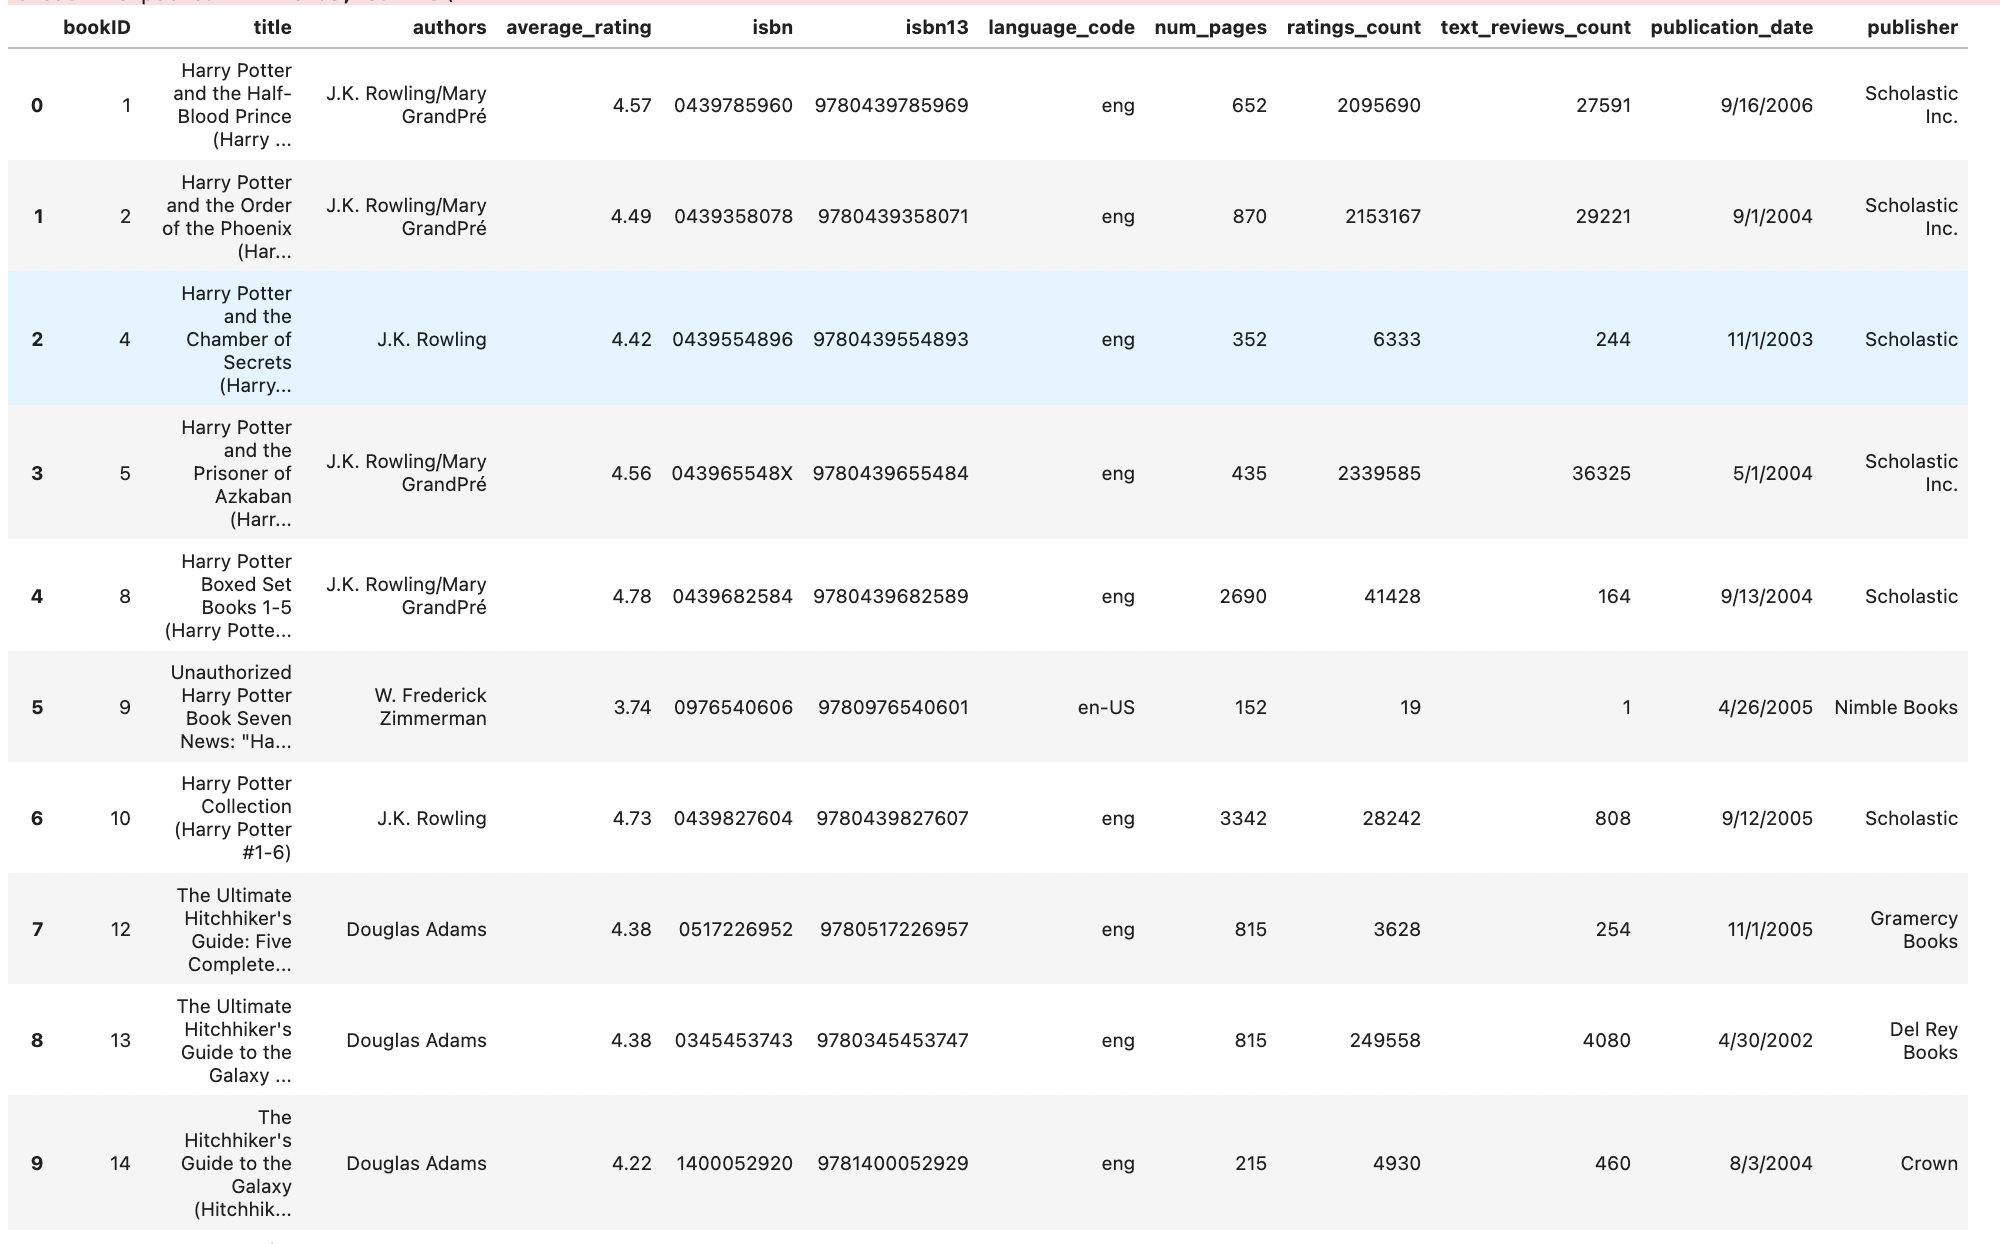 bookID title authors average_rating isbn isbn13 language_code num_pages ratings_count text_reviews_count publication_date publisher
0 1 Harry Potter and the Half-Blood Prince (Harry ... J.K. Rowling/Mary GrandPré 4.57 0439785960 9780439785969 eng 652 2095690 27591 9/16/2006 Scholastic Inc.
1 2 Harry Potter and the Order of the Phoenix (Har... J.K. Rowling/Mary GrandPré 4.49 0439358078 9780439358071 eng 870 2153167 29221 9/1/2004 Scholastic Inc.
2 4 Harry Potter and the Chamber of Secrets (Harry... J.K. Rowling 4.42 0439554896 9780439554893 eng 352 6333 244 11/1/2003 Scholastic
3 5 Harry Potter and the Prisoner of Azkaban (Harr... J.K. Rowling/Mary GrandPré 4.56 043965548X 9780439655484 eng 435 2339585 36325 5/1/2004 Scholastic Inc.
4 8 Harry Potter Boxed Set Books 1-5 (Harry Potte... J.K. Rowling/Mary GrandPré 4.78 0439682584 9780439682589 eng 2690 41428 164 9/13/2004 Scholastic
5 9 Unauthorized Harry Potter Book Seven News: "Ha... W. Frederick Zimmerman 3.74 0976540606 9780976540601 en-US 152 19 1 4/26/2005 Nimble Books
6 10 Harry Potter Collection (Harry Potter #1-6) J.K. Rowling 4.73 0439827604 9780439827607 eng 3342 28242 808 9/12/2005 Scholastic
7 12 The Ultimate Hitchhiker's Guide: Five Complete... Douglas Adams 4.38 0517226952 9780517226957 eng 815 3628 254 11/1/2005 Gramercy Books
8 13 The Ultimate Hitchhiker's Guide to the Galaxy ... Douglas Adams 4.38 0345453743 9780345453747 eng 815 249558 4080 4/30/2002 Del Rey Books
9 14 The Hitchhiker's Guide to the Galaxy (Hitchhik... Douglas Adams 4.22 1400052920 9781400052929 eng 215 4930 460 8/3/2004 Crown